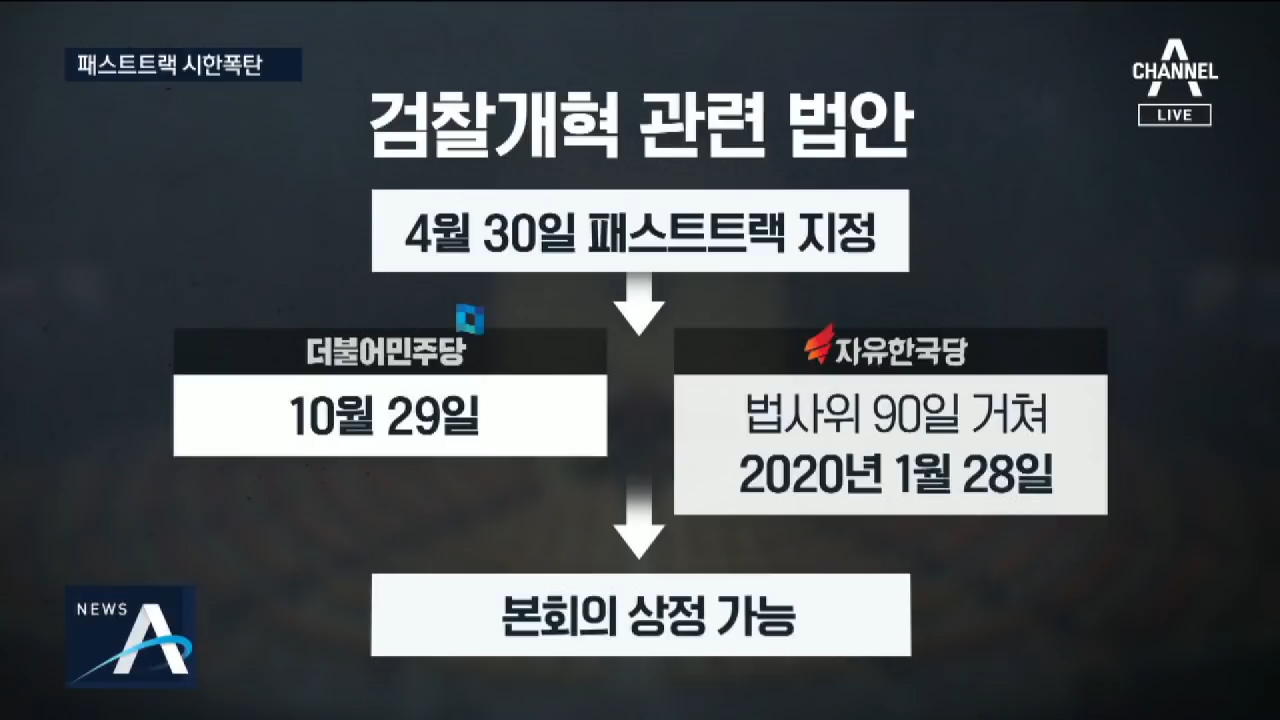 패스트트랙 시한폭탄
CHANNEL A
LIVE
검찰개혁 관련 법안
4월 30일 패스트트랙 지정
더불어민주당
10월 29일
자유한국당
법사위 90일 거쳐
2020년 1월 28일
본회의 상정 가능
NEWS A